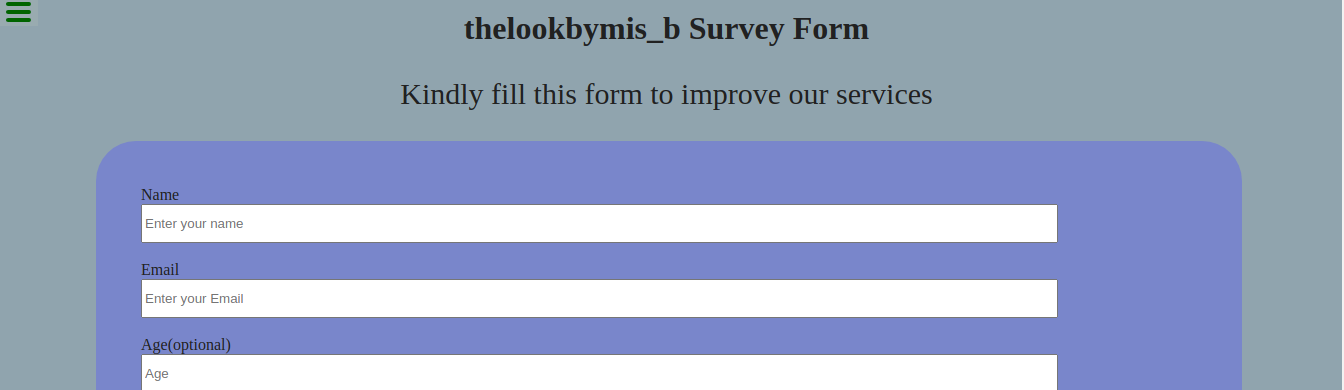 thelookbymis_b Survey Form
Kindly fill this form to improve our services
Name
Enter your name
Email
Enter your Email
Age(optional)
Age